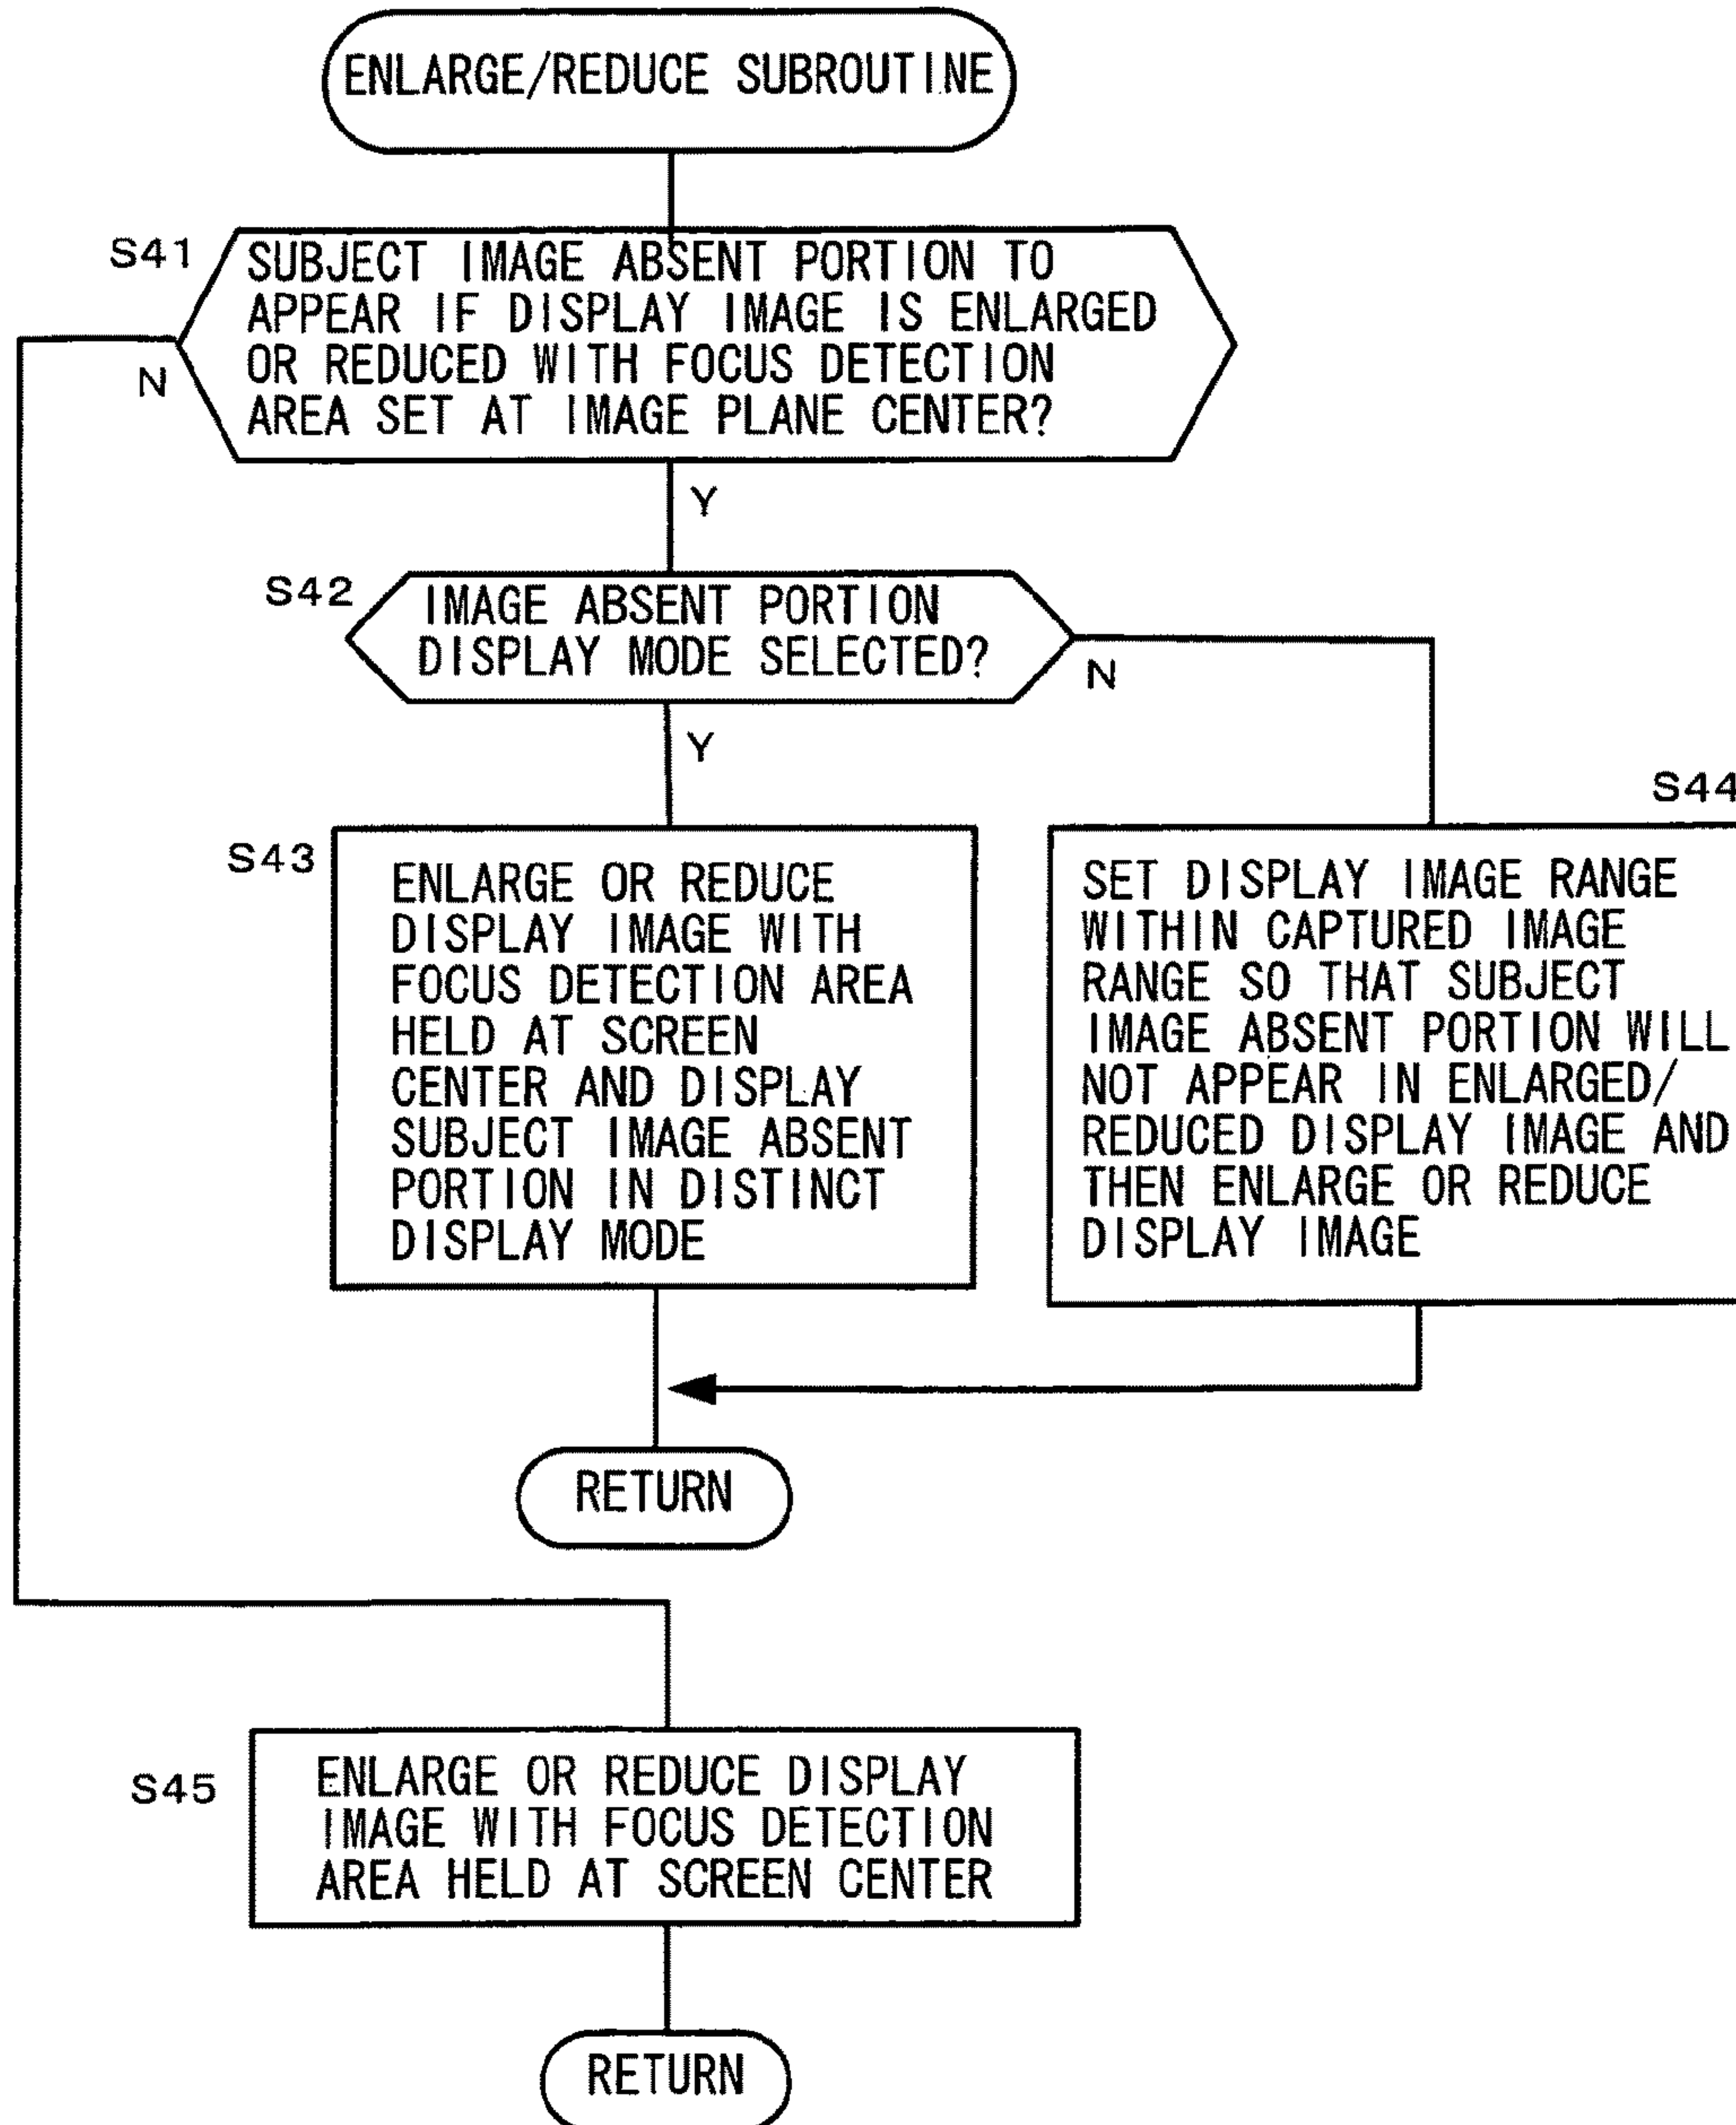 ENLARGE/REDUCE SUBROUTINE
S41
SUBJECT IMAGE ABSENT PORTION TO
APPEAR IF DISPLAY IMAGE IS ENLARGED
OR REDUCED WITH FOCUS DETECTION
AREA SET AT IMAGE PLANE CENTER?
N
Y
S42
IMAGE ABSENT PORTION
DISPLAY MODE SELECTED?
N
Y
S43
ENLARGE OR REDUCE
DISPLAY IMAGE WITH
FOCUS DETECTION AREA
HELD AT SCREEN
CENTER AND DISPLAY
SUBJECT IMAGE ABSENT
PORTION IN DISTINCT
DISPLAY MODE
S44
SET DISPLAY IMAGE RANGE
WITHIN CAPTURED IMAGE
RANGE SO THAT SUBJECT
IMAGE ABSENT PORTION WILL
NOT APPEAR IN ENLARGED/
REDUCED DISPLAY IMAGE AND
THEN ENLARGE OR REDUCE
DISPLAY IMAGE
RETURN
S45
ENLARGE OR REDUCE DISPLAY
IMAGE WITH FOCUS DETECTION
AREA HELD AT SCREEN CENTER
RETURN